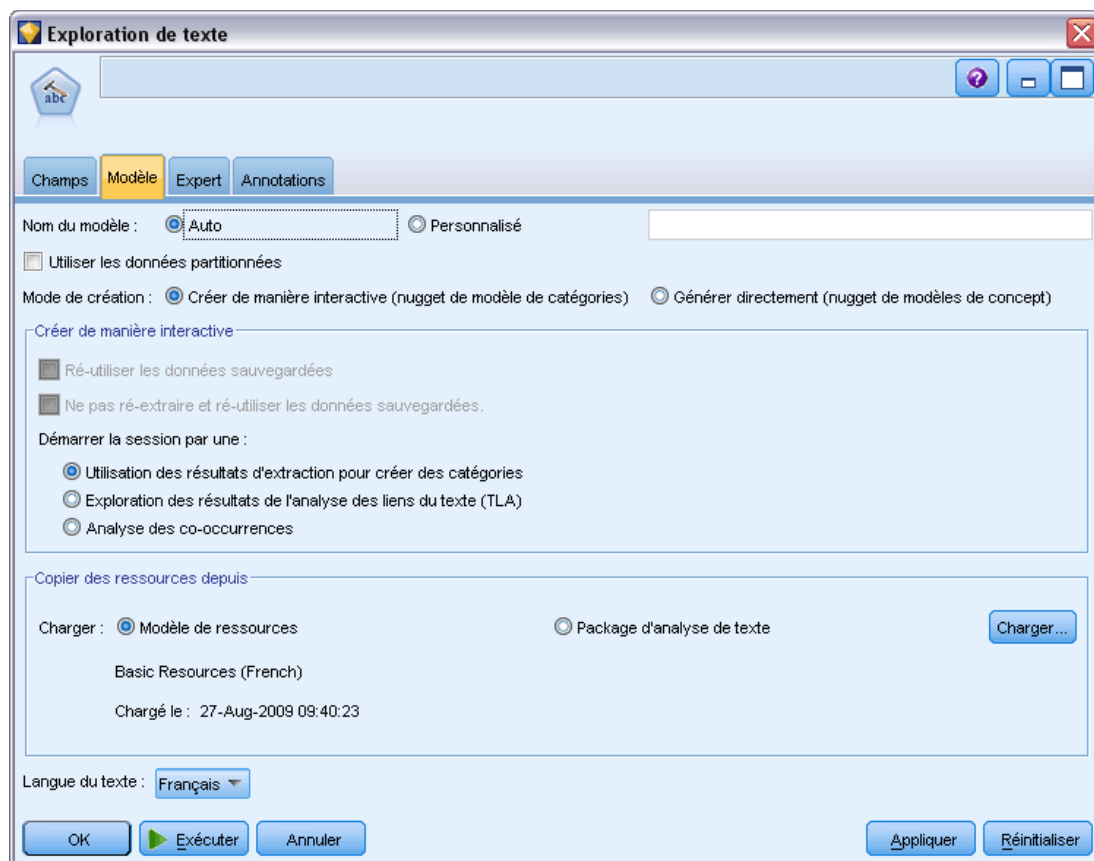 Exploration de texte
abc
Champs Modèle Expert Annotations
Nom du modèle : Auto Personnalisé
Utiliser les données partitionnées
Mode de création : Créer de manière interactive (nugget de modèle de catégories) Générer directement (nugget de modèles de concept)
Créer de manière interactive
Ré-utiliser les données sauvegardées
Ne pas ré-extraire et ré-utiliser les données sauvegardées.
Démarrer la session par une :
Utilisation des résultats d'extraction pour créer des catégories
Exploration des résultats de l'analyse des liens du texte (TLA)
Analyse des co-occurrences
Copier des ressources depuis
Charger : Modèle de ressources Package d'analyse de texte Charger...
Basic Resources (French)
Chargé le : 27-Aug-2009 09:40:23
Langue du texte : Français
OK Exécuter Annuler Appliquer Réinitialiser